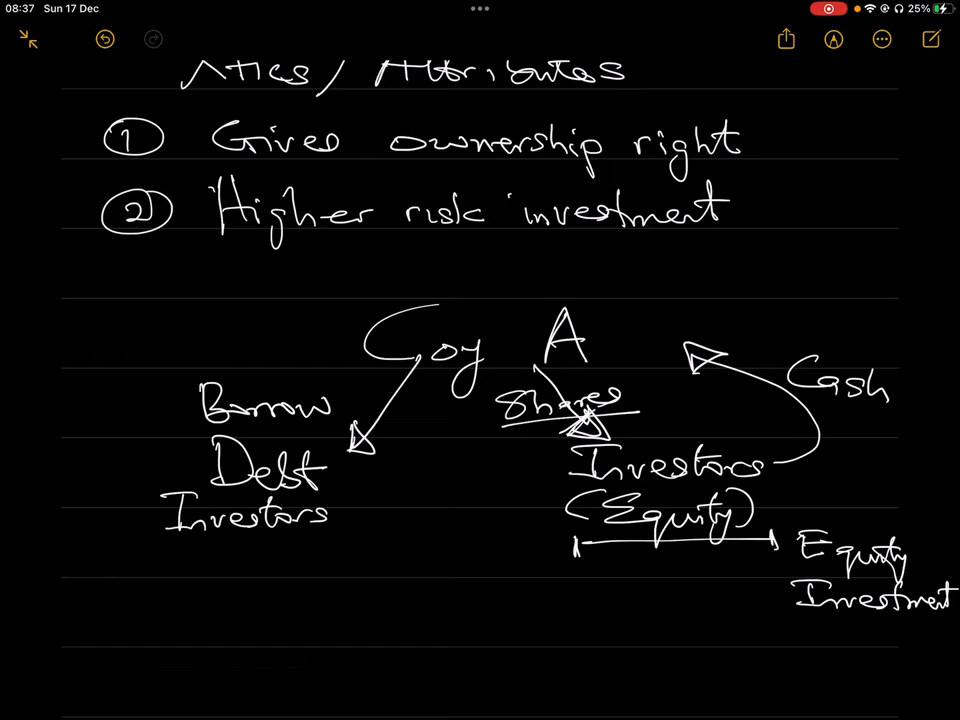 08:37 Sun 17 Dec
25%
Attributes
1 Gives ownership right
2 Higher risk investment
Coy A
Cash
Borrow
Shares
Debt
Investors
Investors
(Equity)
Equity
Investment